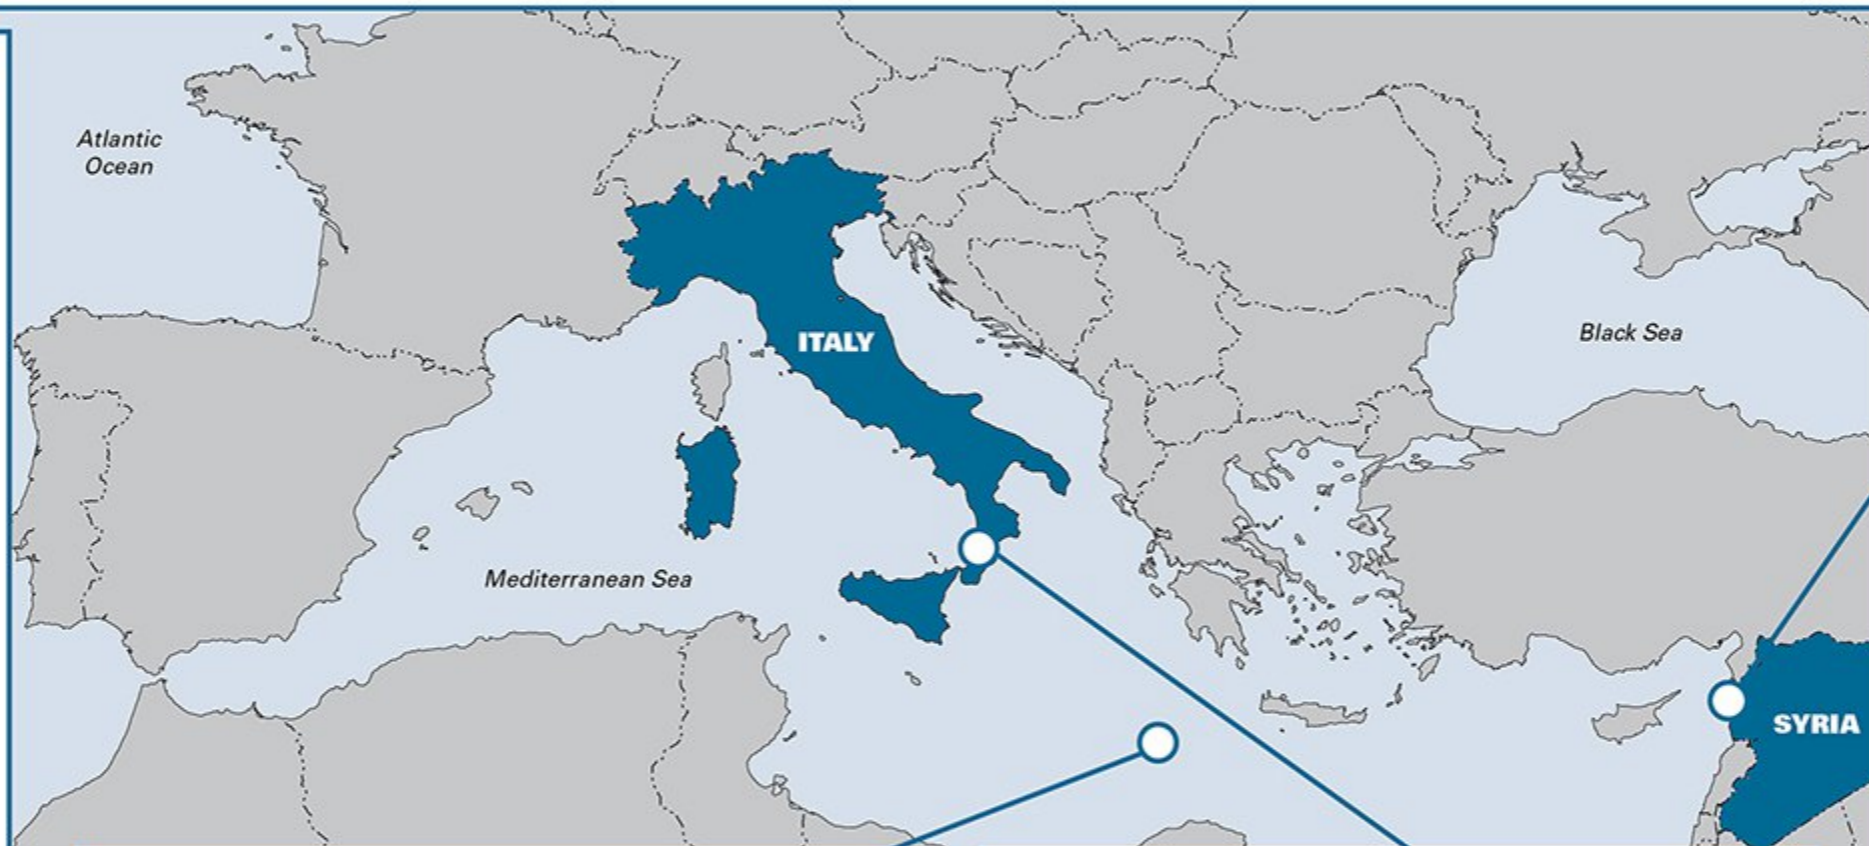 Atlantic
Ocean
ITALY
Black Sea
Mediterranean Sea
SYRIA